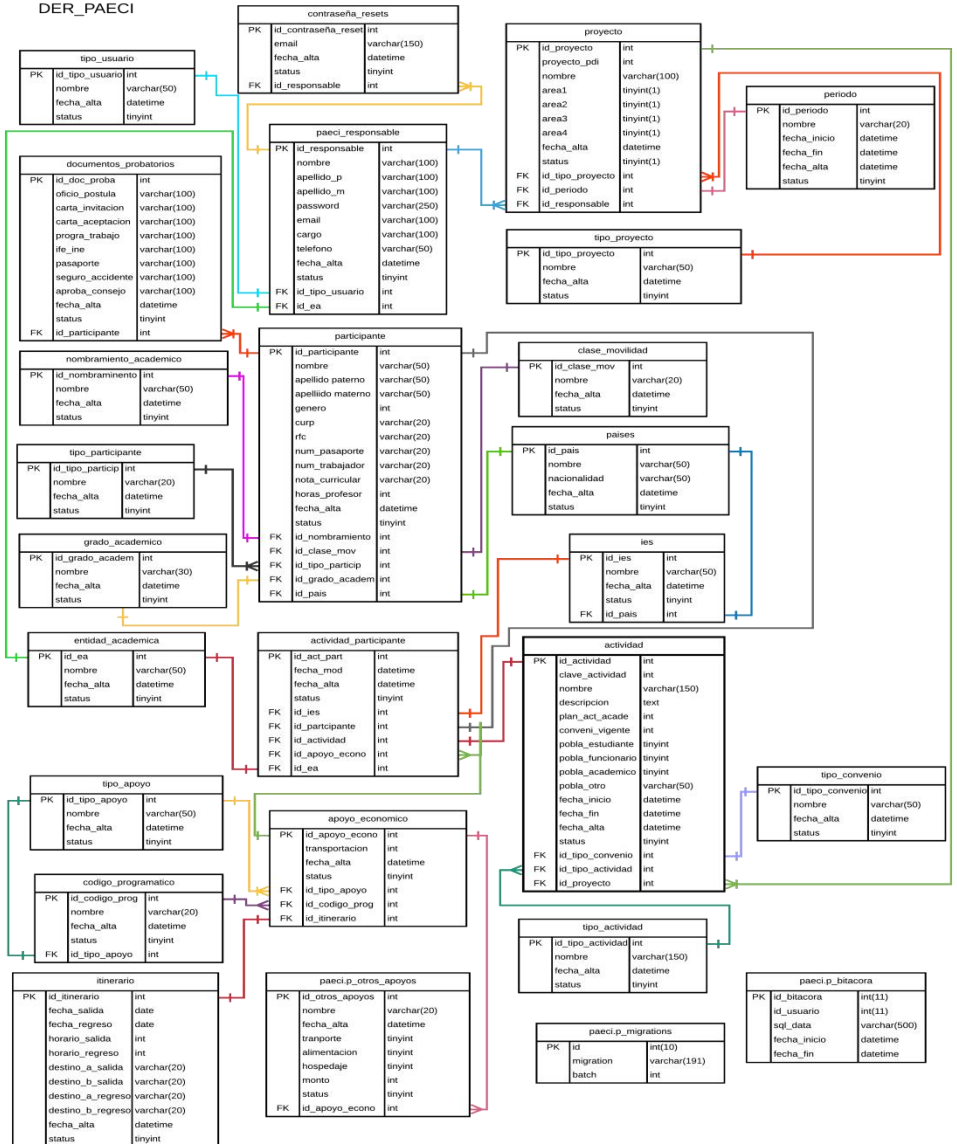 DER_PAECI
contraseña_resets
PK id_contraseña_reset int
email varchar(150)
fecha_alta datetime
status tinyint
FK id_responsable int
proyecto
PK id_proyecto int
proyecto_pdi int
nombre varchar(100)
area1 tinyint(1)
area2 tinyint(1)
area3 tinyint(1)
area4 tinyint(1)
fecha_alta datetime
status tinyint(1)
FK id_tipo_proyecto int
FK id_periodo int
FK id_responsable int
tipo_usuario
PK id_tipo_usuario int
nombre varchar(50)
fecha_alta datetime
status tinyint
periodo
PK id_periodo int
nombre varchar(20)
fecha_inicio datetime
fecha_fin datetime
fecha_alta datetime
status tinyint
paeci_responsable
PK id_responsable int
nombre varchar(100)
apellido_p varchar(100)
apellido_m varchar(100)
password varchar(250)
email varchar(100)
cargo varchar(100)
telefono varchar(50)
fecha_alta datetime
status tinyint
FK id_tipo_usuario int
FK id_ea int
documentos_probatorios
PK id_doc_proba int
oficio_postula varchar(100)
carta_invitacion varchar(100)
carta_aceptacion varchar(100)
progra_trabajo varchar(100)
ife_ine varchar(100)
pasaporte varchar(100)
seguro_accidente varchar(100)
aproba_consejo varchar(100)
fecha_alta datetime
status tinyint
FK id_participante int
tipo_proyecto
PK id_tipo_proyecto int
nombre varchar(50)
fecha_alta datetime
status tinyint
participante
PK id_participante int
nombre varchar(50)
apellido paterno varchar(50)
apelliido materno varchar(50)
genero int
curp varchar(20)
rfc varchar(20)
num_pasaporte varchar(20)
num_trabajador varchar(20)
nota_curricular varchar(20)
horas_profesor int
fecha_alta datetime
status tinyint
FK id_nombramiento int
FK id_clase_mov int
FK id_tipo_particip int
FK id_grado_academ int
FK id_pais int
nombramiento_academico
PK id_nombraminento int
nombre varchar(50)
fecha_alta datetime
status tinyint
clase_movilidad
PK id_clase_mov int
nombre varchar(20)
fecha_alta datetime
status tinyint
tipo_participante
PK id_tipo_particip int
nombre varchar(20)
fecha_alta datetime
status tinyint
paises
PK id_pais int
nombre varchar(50)
nacionalidad varchar(50)
fecha_alta datetime
status tinyint
grado_academico
PK id_grado_academ int
nombre varchar(30)
fecha_alta datetime
status tinyint
ies
PK id_ies int
nombre varchar(50)
fecha_alta datetime
status tinyint
FK id_pais int
entidad_academica
PK id_ea int
nombre varchar(50)
fecha_alta datetime
status tinyint
actividad_participante
PK id_act_part int
fecha_mod datetime
fecha_alta datetime
status tinyint
FK id_ies int
FK id_partcipante int
FK id_actividad int
FK id_apoyo_econo int
FK id_ea int
actividad
PK id_actividad int
clave_actividad int
nombre varchar(150)
descripcion text
plan_act_acade int
conveni_vigente int
pobla_estudiante tinyint
pobla_funcionario tinyint
pobla_academico tinyint
pobla_otro varchar(50)
fecha_inicio datetime
fecha_fin datetime
fecha_alta datetime
status tinyint
FK id_tipo_convenio int
FK id_tipo_actividad int
FK id_proyecto int
tipo_apoyo
PK id_tipo_apoyo int
nombre varchar(50)
fecha_alta datetime
status tinyint
tipo_convenio
PK id_tipo_convenio int
nombre varchar(50)
fecha_alta datetime
status tinyint
apoyo_economico
PK id_apoyo_econo int
transportacion int
fecha_alta datetime
status tinyint
FK id_tipo_apoyo int
FK id_codigo_prog int
FK id_itinerario int
codigo_programatico
PK id_codigo_prog int
nombre varchar(20)
fecha_alta datetime
status tinyint
FK id_tipo_apoyo int
tipo_actividad
PK id_tipo_actividad int
nombre varchar(150)
fecha_alta datetime
status tinyint
itinerario
PK id_itinerario int
fecha_salida date
fecha_regreso date
horario_salida int
horario_regreso int
destino_a_salida varchar(20)
destino_b_salida varchar(20)
destino_a_regreso varchar(20)
destino_b_regreso varchar(20)
fecha_alta datetime
status tinyint
paeci.p_otros_apoyos
PK id_otros_apoyos int
nombre varchar(20)
fecha_alta datetime
tranporte tinyint
alimentacion tinyint
hospedaje tinyint
monto int
status tinyint
FK id_apoyo_econo int
paeci.p_bitacora
PK id_bitacora int(11)
id_usuario int(11)
sql_data varchar(500)
fecha_inicio datetime
fecha_fin datetime
paeci.p_migrations
PK id int(10)
migration varchar(191)
batch int